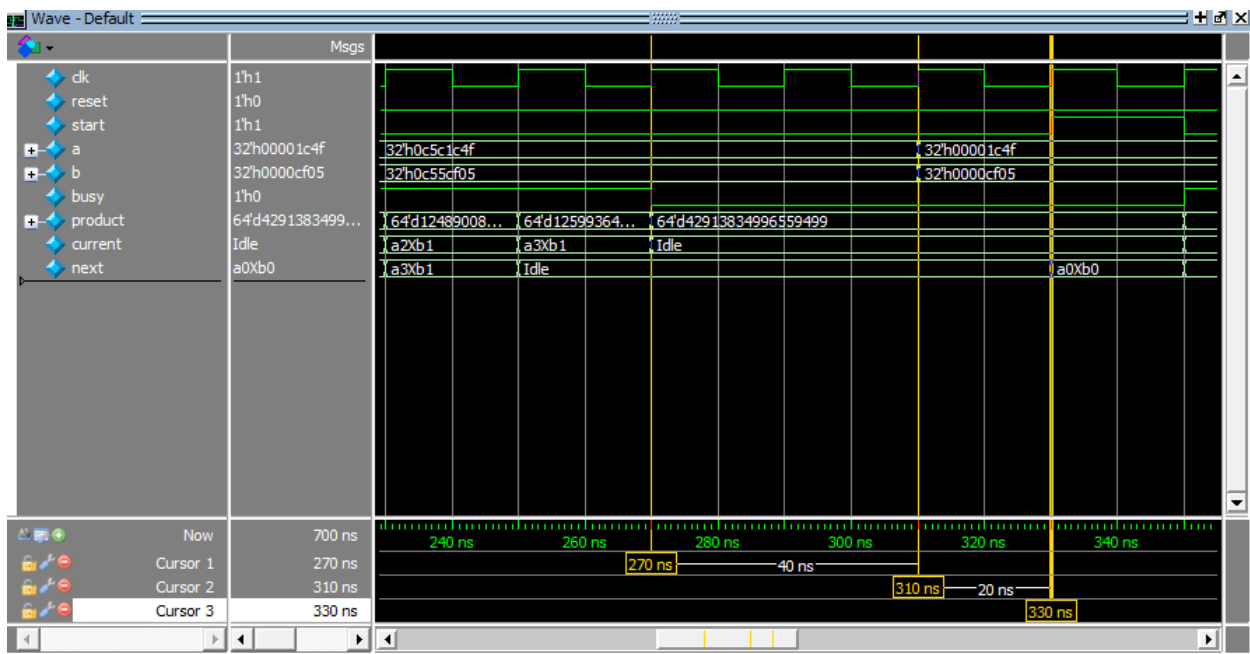 Wave - Default
Msgs
clk 1'h1
reset 1'h0
start 1'h1
a 32'h00001c4f 32'h0c5c1c4f 32'h00001c4f
b 32'h0000cf05 32'h0c55cf05 32'h0000cf05
busy 1'h0
product 64'd4291383499... 64'd12489008... 64'd12599364... 64'd42913834996559499
current Idle a2Xb1 a3Xb1 Idle
next a0Xb0 a3Xb1 Idle a0Xb0
Now 700 ns 240 ns 260 ns 280 ns 300 ns 320 ns 340 ns
Cursor 1 270 ns 270 ns 40 ns
Cursor 2 310 ns 310 ns 20 ns
Cursor 3 330 ns 330 ns